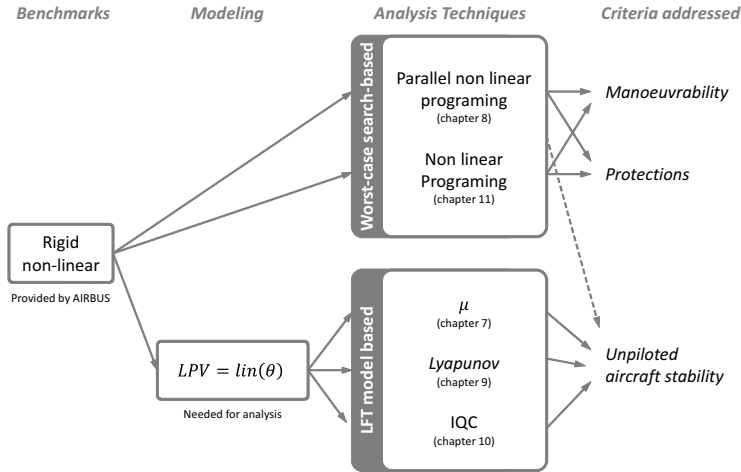 Benchmarks
Modeling
Analysis Techniques
Criteria addressed
Worst-case search-based
Parallel non linear
programing
(chapter 8)
Non linear
Programing
(chapter 11)
Manoeuvrability
Protections
Rigid
non-linear
Provided by AIRBUS
LPV = lin(θ)
Needed for analysis
LFT model based
μ
(chapter 7)
Lyapunov
(chapter 9)
IQC
(chapter 10)
Unpiloted
aircraft stability